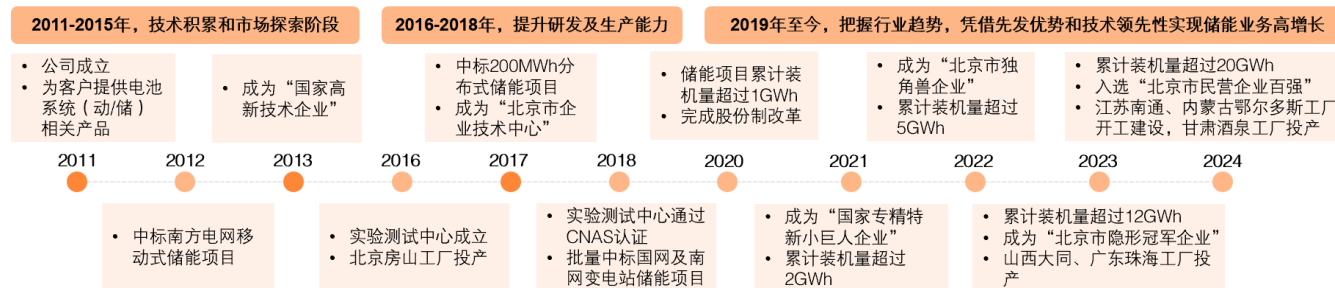 2011-2015年，技术积累和市场探索阶段
2016-2018年，提升研发及生产能力
2019年至今，把握行业趋势，凭借先发优势和技术领先性实现储能业务高增长
• 公司成立
• 为客户提供电池
系统（动/储）
相关产品
• 成为“国家高
新技术企业”
• 中标200MWh分
布式储能项目
• 成为“北京市企
业技术中心”
• 储能项目累计装
机量超过1GWh
• 完成股份制改革
• 成为“北京市独
角兽企业”
• 累计装机量超过
5GWh
• 累计装机量超过20GWh
• 入选“北京市民营企业百强”
• 江苏南通、内蒙古鄂尔多斯工厂
开工建设，甘肃酒泉工厂投产
2011 2012 2013 2016 2017 2018 2020 2021 2022 2023 2024
• 中标南方电网移
动式储能项目
• 实验测试中心成立
• 北京房山工厂投产
• 实验测试中心通过
CNAS认证
• 批量中标国网及南
网变电站储能项目
• 成为“国家专精特
新小巨人企业”
• 累计装机量超过
2GWh
• 累计装机量超过12GWh
• 成为“北京市隐形冠军企业”
• 山西大同、广东珠海工厂投
产